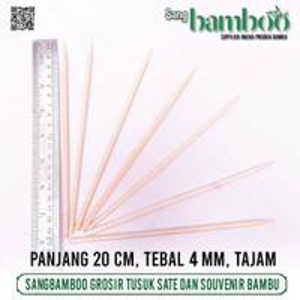 Sang
bamboo
SUPPLIER ANEKA PRODUK BAMBU
PANJANG 20 CM, TEBAL 4 MM, TAJAM
SANGBAMBOO GROSIR TUSUK SATE DAN SOUVENIR BAMBU